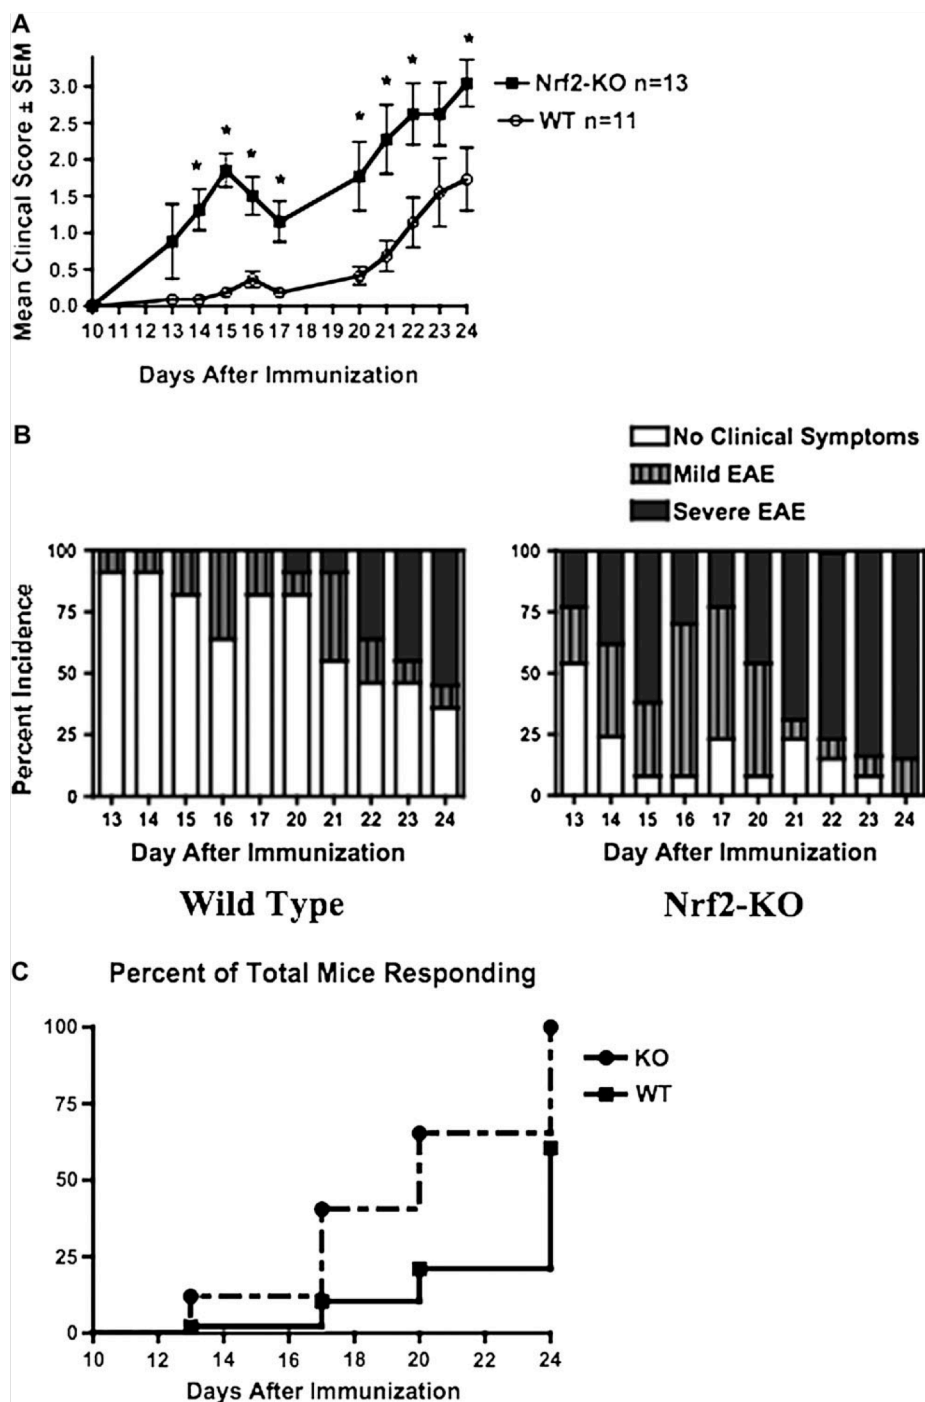 A
Mean Clincal Score ± SEM
3.0
2.5
2.0
1.5
1.0
0.5
0.0
10 11 12 13 14 15 16 17 18 19 20 21 22 23 24
Days After Immunization
* * * * * * * *
Nrf2-KO n=13
WT n=11
B
No Clinical Symptoms
Mild EAE
Severe EAE
Percent Incidence
100
75
50
25
0
13 14 15 16 17 20 21 22 23 24
Day After Immunization
Wild Type
100
75
50
25
0
13 14 15 16 17 20 21 22 23 24
Day After Immunization
Nrf2-KO
C
Percent of Total Mice Responding
100
75
50
25
0
10 12 14 16 18 20 22 24
Days After Immunization
KO
WT